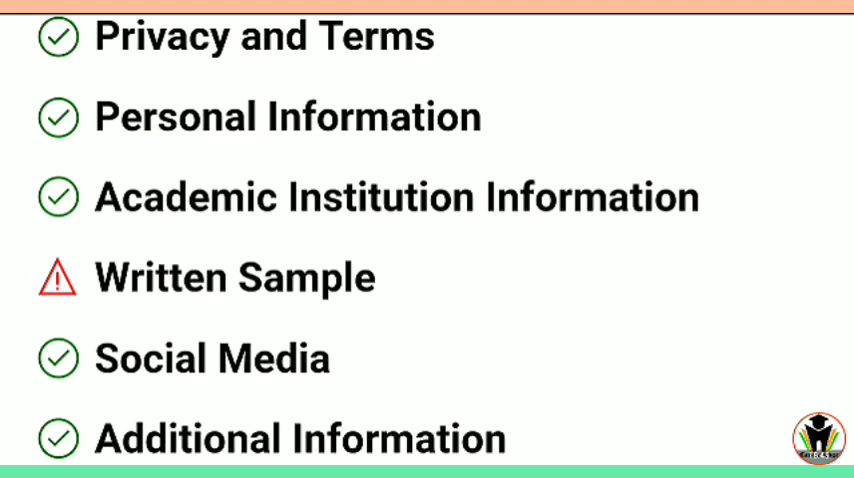 Privacy and Terms
Personal Information
Academic Institution Information
Written Sample
Social Media
Additional Information